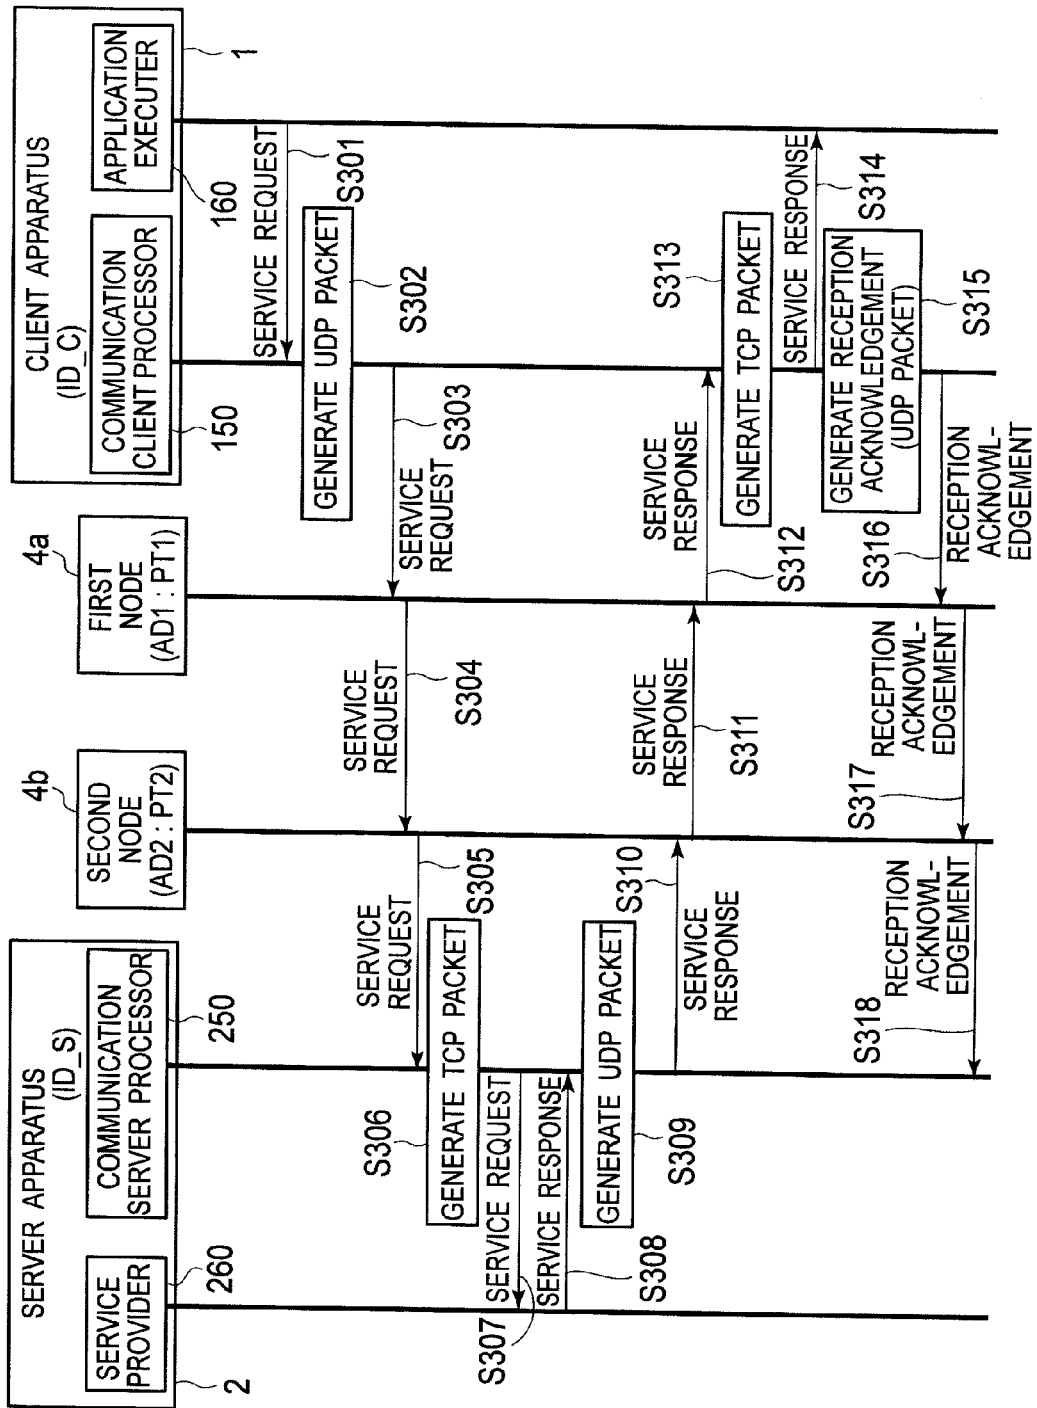 SERVER APPARATUS
(ID_S)
SERVICE
PROVIDER
COMMUNICATION
SERVER PROCESSOR
2
260
250
SECOND
NODE
(AD2 : PT2)
4b
FIRST
NODE
(AD1 : PT1)
4a
CLIENT APPARATUS
(ID_C)
COMMUNICATION
CLIENT PROCESSOR
APPLICATION
EXECUTER
150
160
1
SERVICE REQUEST
S301
GENERATE UDP PACKET
S302
SERVICE
REQUEST
S303
SERVICE
REQUEST
S304
SERVICE
REQUEST
S305
GENERATE TCP PACKET
S306
SERVICE REQUEST
S307
SERVICE RESPONSE
S308
GENERATE UDP PACKET
S309
SERVICE
RESPONSE
S310
SERVICE
RESPONSE
S311
SERVICE
RESPONSE
S312
GENERATE TCP PACKET
S313
SERVICE RESPONSE
S314
GENERATE RECEPTION
ACKNOWLEDGEMENT
(UDP PACKET)
S315
RECEPTION
ACKNOWL-
EDGEMENT
S316
RECEPTION
ACKNOWL-
EDGEMENT
S317
RECEPTION
ACKNOWL-
EDGEMENT
S318